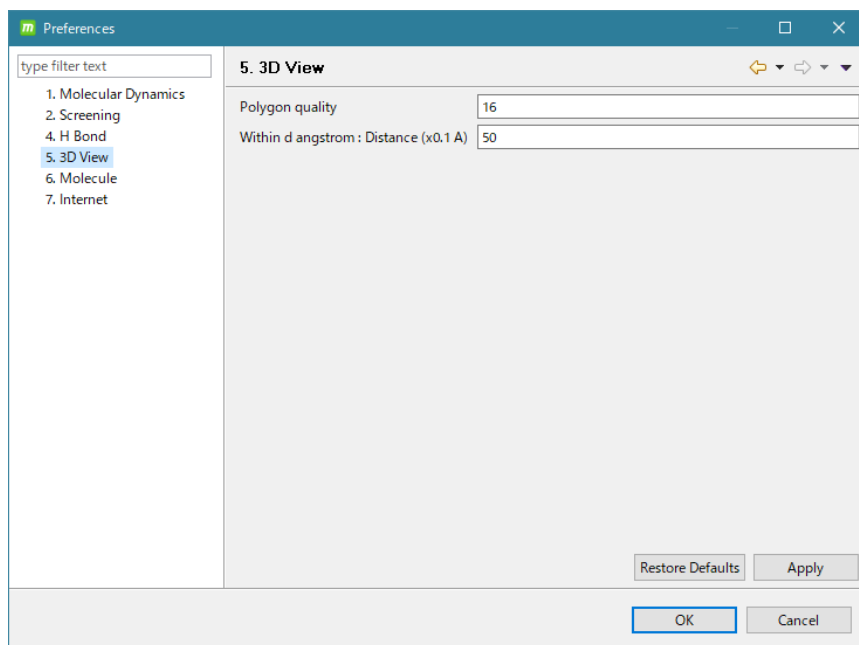 m Preferences
type filter text
1. Molecular Dynamics
2. Screening
4. H Bond
5. 3D View
6. Molecule
7. Internet
5. 3D View
Polygon quality 16
Within d angstrom : Distance (x0.1 A) 50
Restore Defaults Apply
OK Cancel